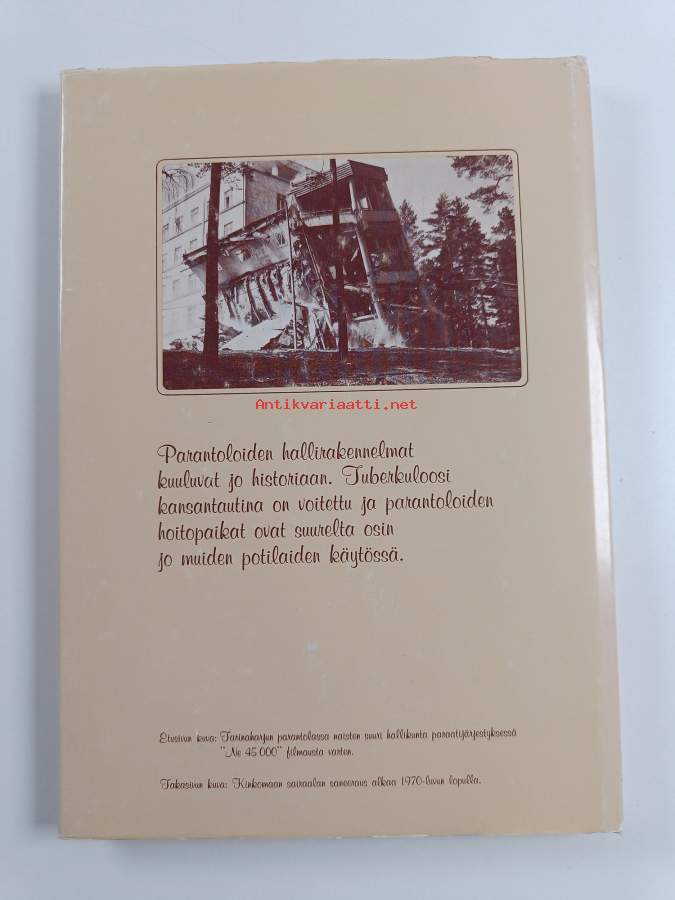 Antikvariaatti.net
Parantoloiden hallirakennelmat
kuuluvat jo historiaan. Tuberkuloosi
kansantautina on voitettu ja parantoloiden
hoitopaikat ovat suurelta osin
jo muiden potilaiden käytössä.
Etusivun kuva: Tarinaharjun parantolassa naisten suuri hallikunta paraatijärjestyksessä
"Ne 45 000" filmausta varten.
Takasivun kuva: Kinkomaan sairaalan saneeraus alkaa 1970-luvun lopulla.